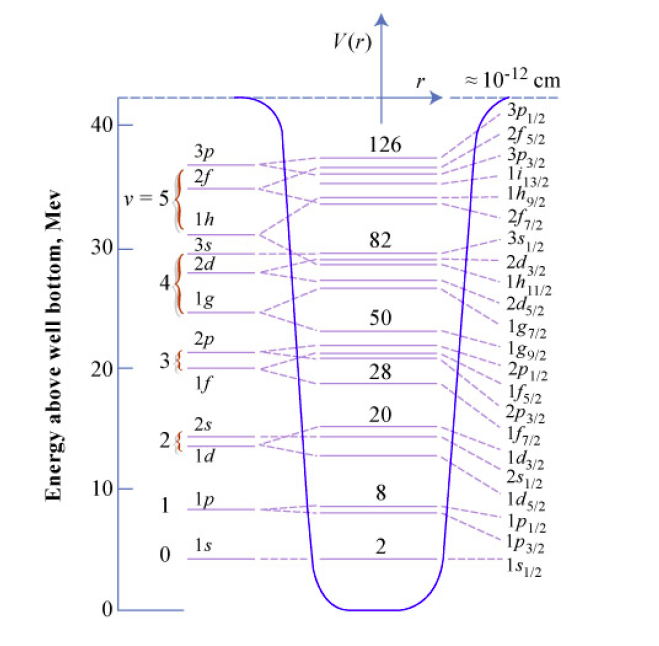 V(r)
r
≈ 10⁻¹² cm
Energy above well bottom, Mev
40
30
20
10
0
v = 5
4
3
2
1
0
3p
2f
1h
3s
2d
1g
2p
1f
2s
1d
1p
1s
126
82
50
28
20
8
2
3p1/2
2f5/2
3p3/2
1i13/2
1h9/2
2f7/2
3s1/2
2d3/2
1h11/2
2d5/2
1g7/2
1g9/2
2p1/2
1f5/2
2p3/2
1f7/2
1d3/2
2s1/2
1d5/2
1p1/2
1p3/2
1s1/2